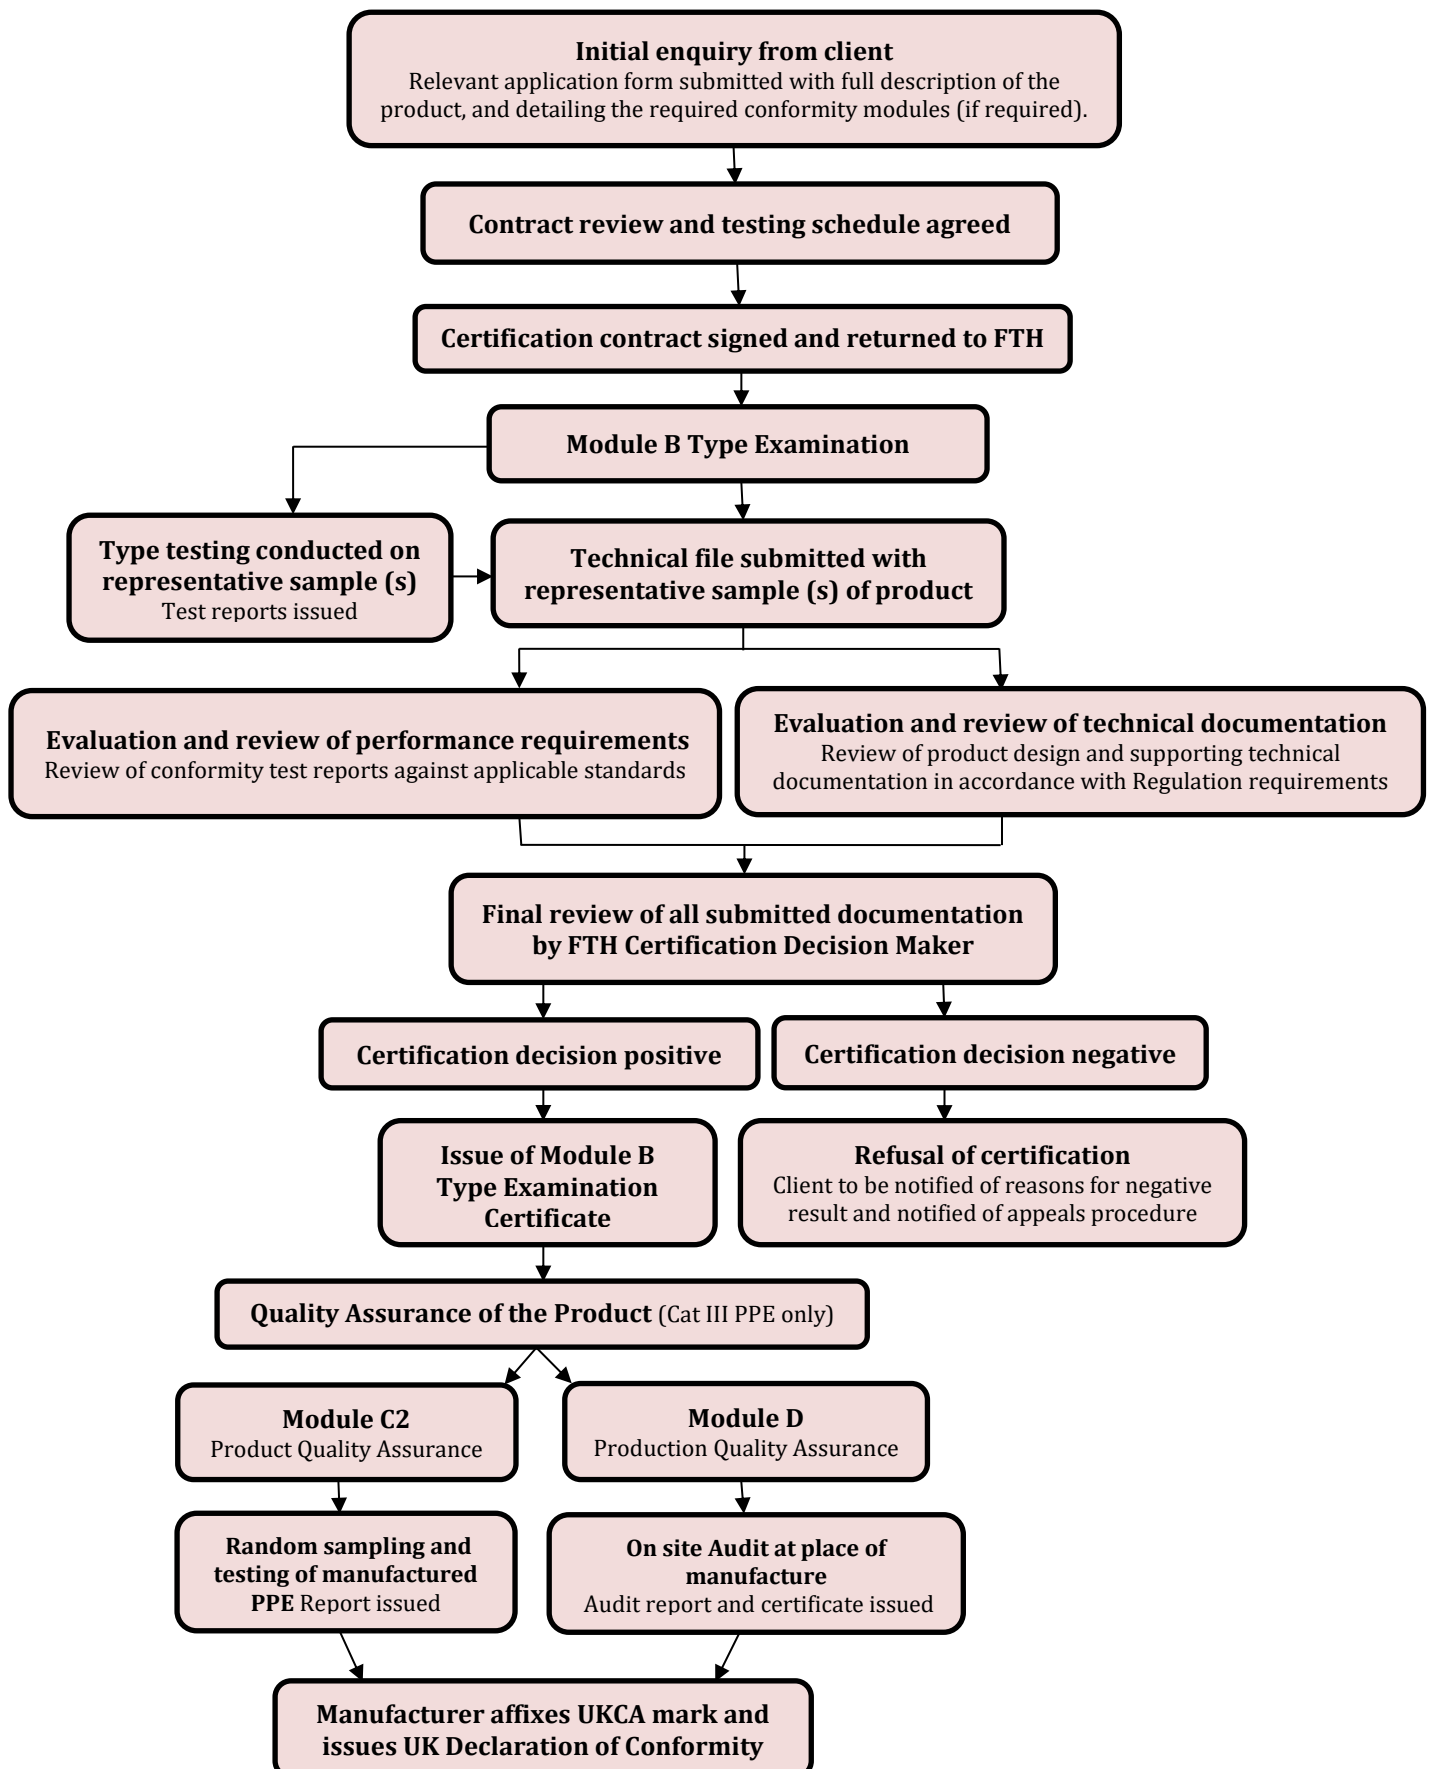 Initial enquiry from client
Relevant application form submitted with full description of the
product, and detailing the required conformity modules (if required).
Contract review and testing schedule agreed
Certification contract signed and returned to FTH
Module B Type Examination
Type testing conducted on
representative sample (s)
Test reports issued
Technical file submitted with
representative sample (s) of product
Evaluation and review of performance requirements
Review of conformity test reports against applicable standards
Evaluation and review of technical documentation
Review of product design and supporting technical
documentation in accordance with Regulation requirements
Final review of all submitted documentation
by FTH Certification Decision Maker
Certification decision positive
Certification decision negative
Issue of Module B
Type Examination
Certificate
Refusal of certification
Client to be notified of reasons for negative
result and notified of appeals procedure
Quality Assurance of the Product (Cat III PPE only)
Module C2
Product Quality Assurance
Module D
Production Quality Assurance
Random sampling and
testing of manufactured
PPE Report issued
On site Audit at place of
manufacture
Audit report and certificate issued
Manufacturer affixes UKCA mark and
issues UK Declaration of Conformity